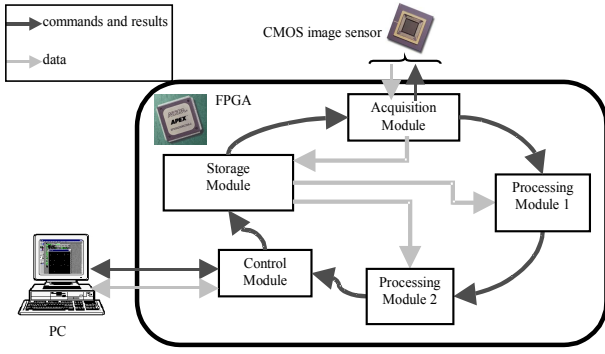 commands and results
data
CMOS image sensor
FPGA
APEX
Acquisition
Module
Storage
Module
Processing
Module 1
Control
Module
Processing
Module 2
PC